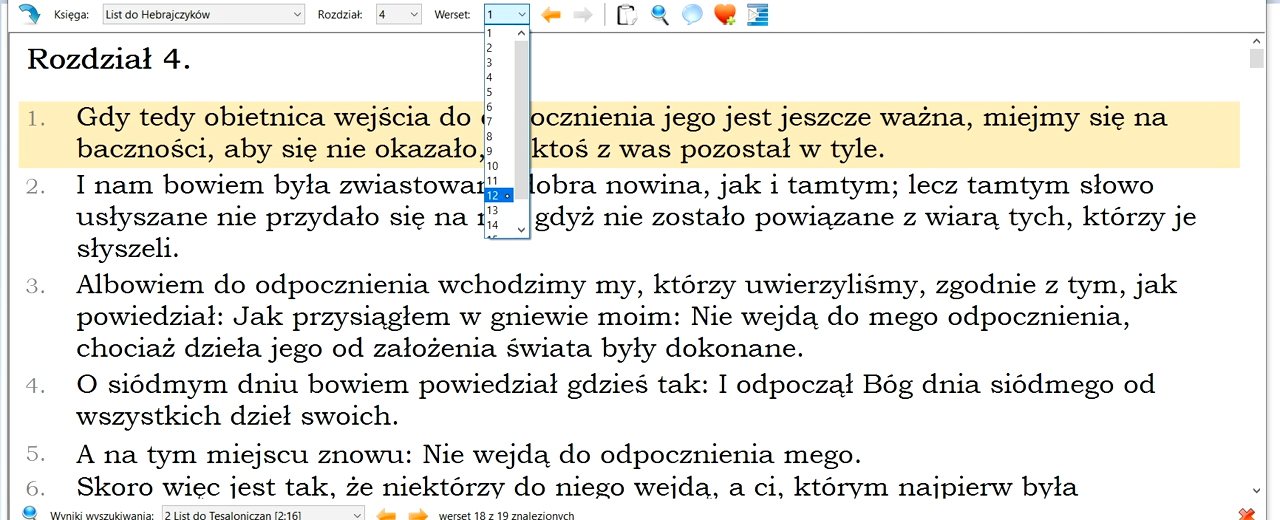 Księga: List do Hebrajczyków Rozdział: 4 Werset: 1
1
2
3
4
5
6
7
8
9
10
11
12
13
14
Rozdział 4.
1. Gdy tedy obietnica wejścia do ocznienia jego jest jeszcze ważna, miejmy się na
baczności, aby się nie okazało, ktoś z was pozostał w tyle.
2. I nam bowiem była zwiastowan dobra nowina, jak i tamtym; lecz tamtym słowo
usłyszane nie przydało się na gdyż nie zostało powiązane z wiarą tych, którzy je
słyszeli.
3. Albowiem do odpocznienia wchodzimy my, którzy uwierzyliśmy, zgodnie z tym, jak
powiedział: Jak przysiągłem w gniewie moim: Nie wejdą do mego odpocznienia,
chociaż dzieła jego od założenia świata były dokonane.
4. O siódmym dniu bowiem powiedział gdzieś tak: I odpoczął Bóg dnia siódmego od
wszystkich dzieł swoich.
5. A na tym miejscu znowu: Nie wejdą do odpocznienia mego.
6. Skoro więc jest tak, że niektórzy do niego wejdą, a ci, którym najpierw była
Wyniki wyszukiwania: 2 List do Tesaloniczan [2:16] werset 18 z 19 znalezionych